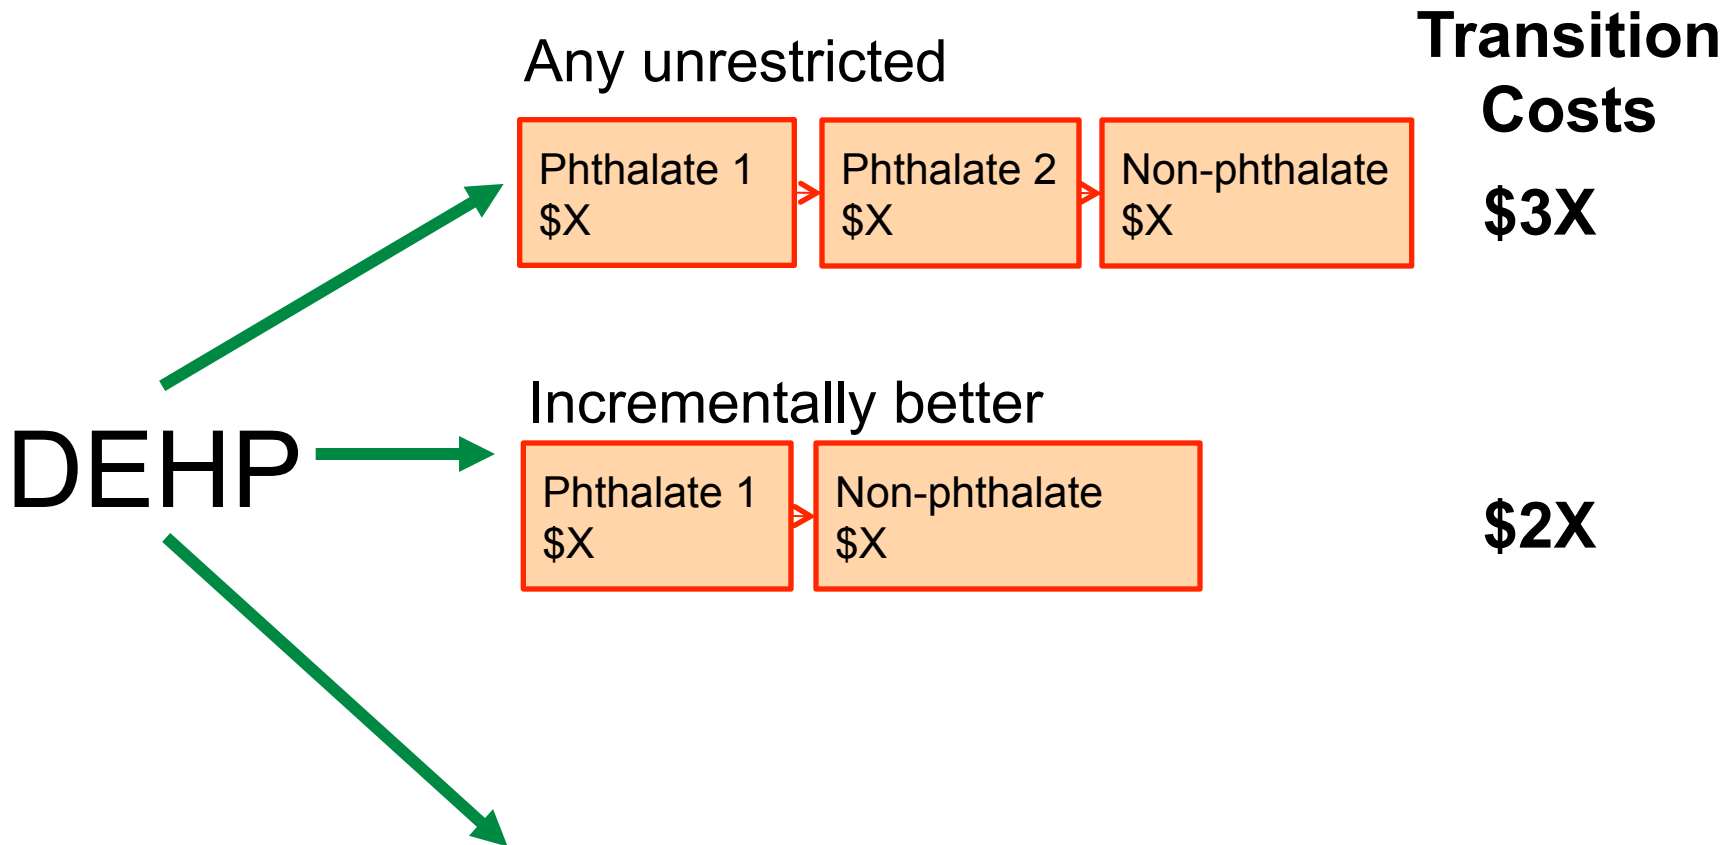 Transition
Costs
Any unrestricted
Phthalate 1
$X
Phthalate 2
$X
Non-phthalate
$X
$3X
DEHP
Incrementally better
Phthalate 1
$X
Non-phthalate
$X
$2X